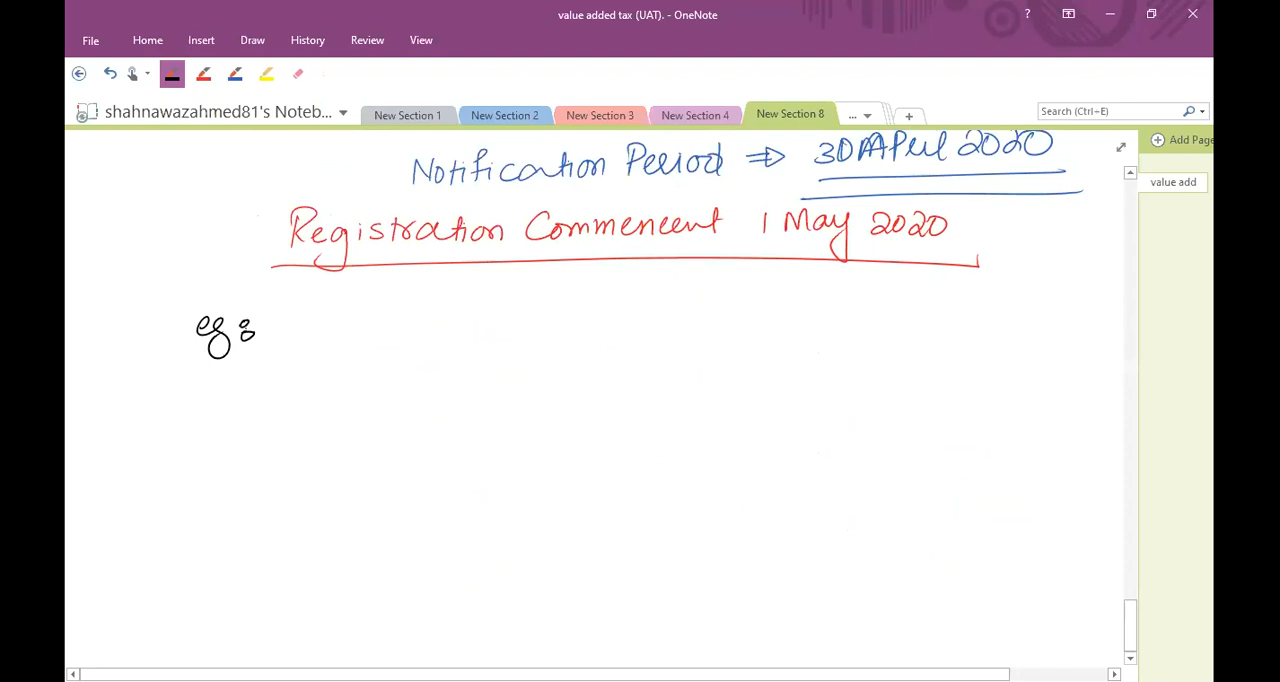 value added tax (UAT). - OneNote
?
File Home Insert Draw History Review View
shahnawazahmed81's Noteb... New Section 1 New Section 2 New Section 3 New Section 4 New Section 8 ... + Search (Ctrl+E)
Add Page
value add
Notification Period ⇒ 30 April 2020
Registration Commencent 1 May 2020
eg: